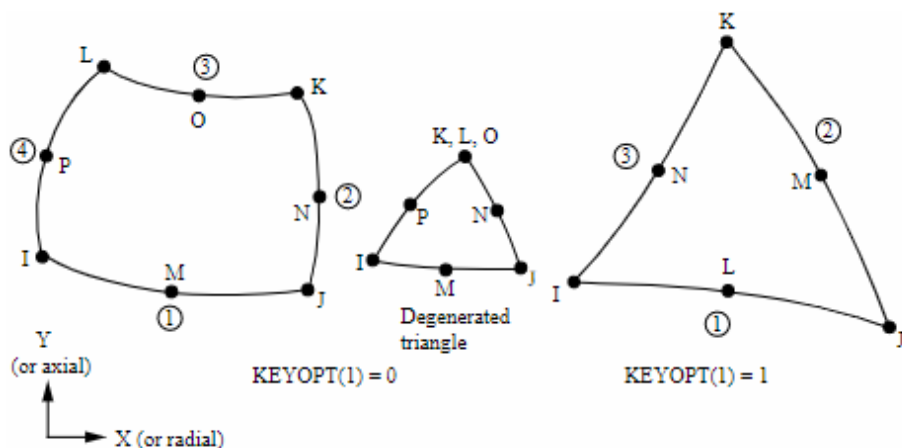 K
L
③
K
O
②
K, L, O
④
③
P
N
M
N
②
P
N
I
M
I
J
L
I
J
M
①
J
①
Degenerated
triangle
Y
(or axial)
KEYOPT(1) = 0
KEYOPT(1) = 1
X (or radial)